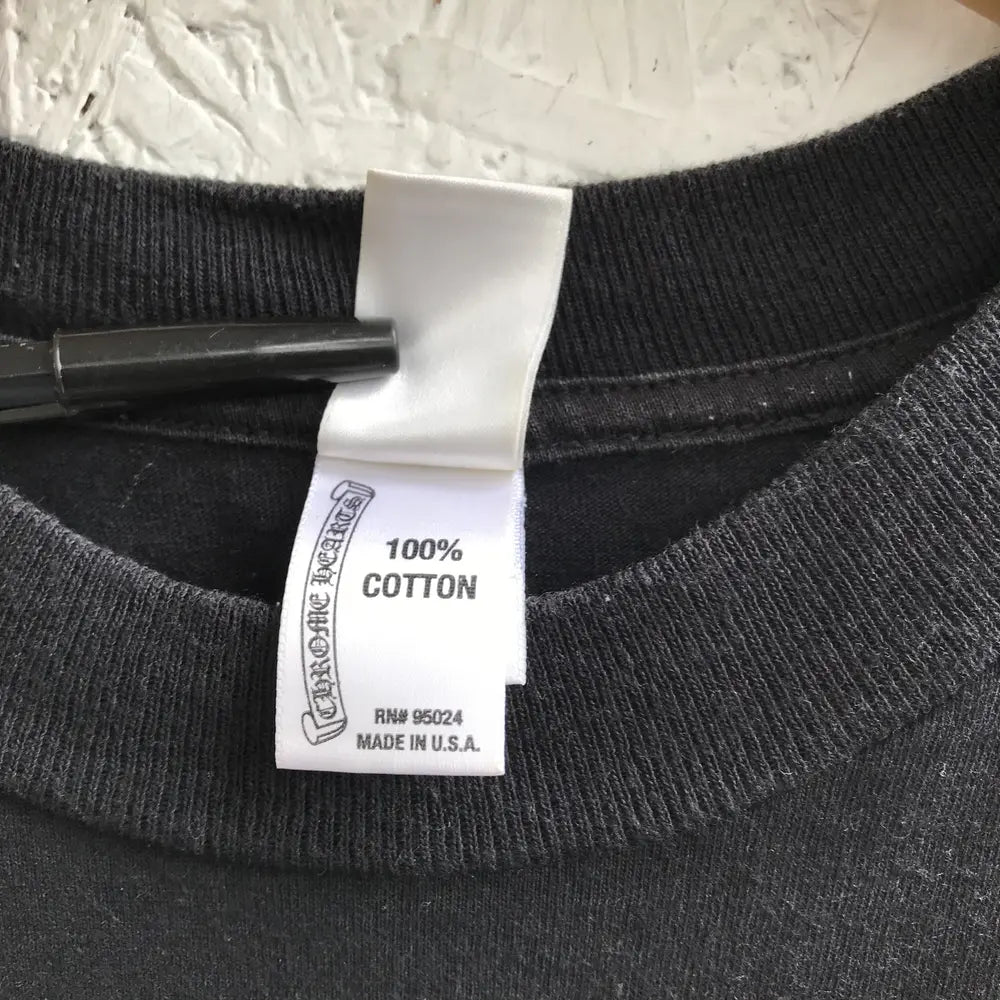 CHROME HEARTS
100%
COTTON
RN# 95024
MADE IN U.S.A.